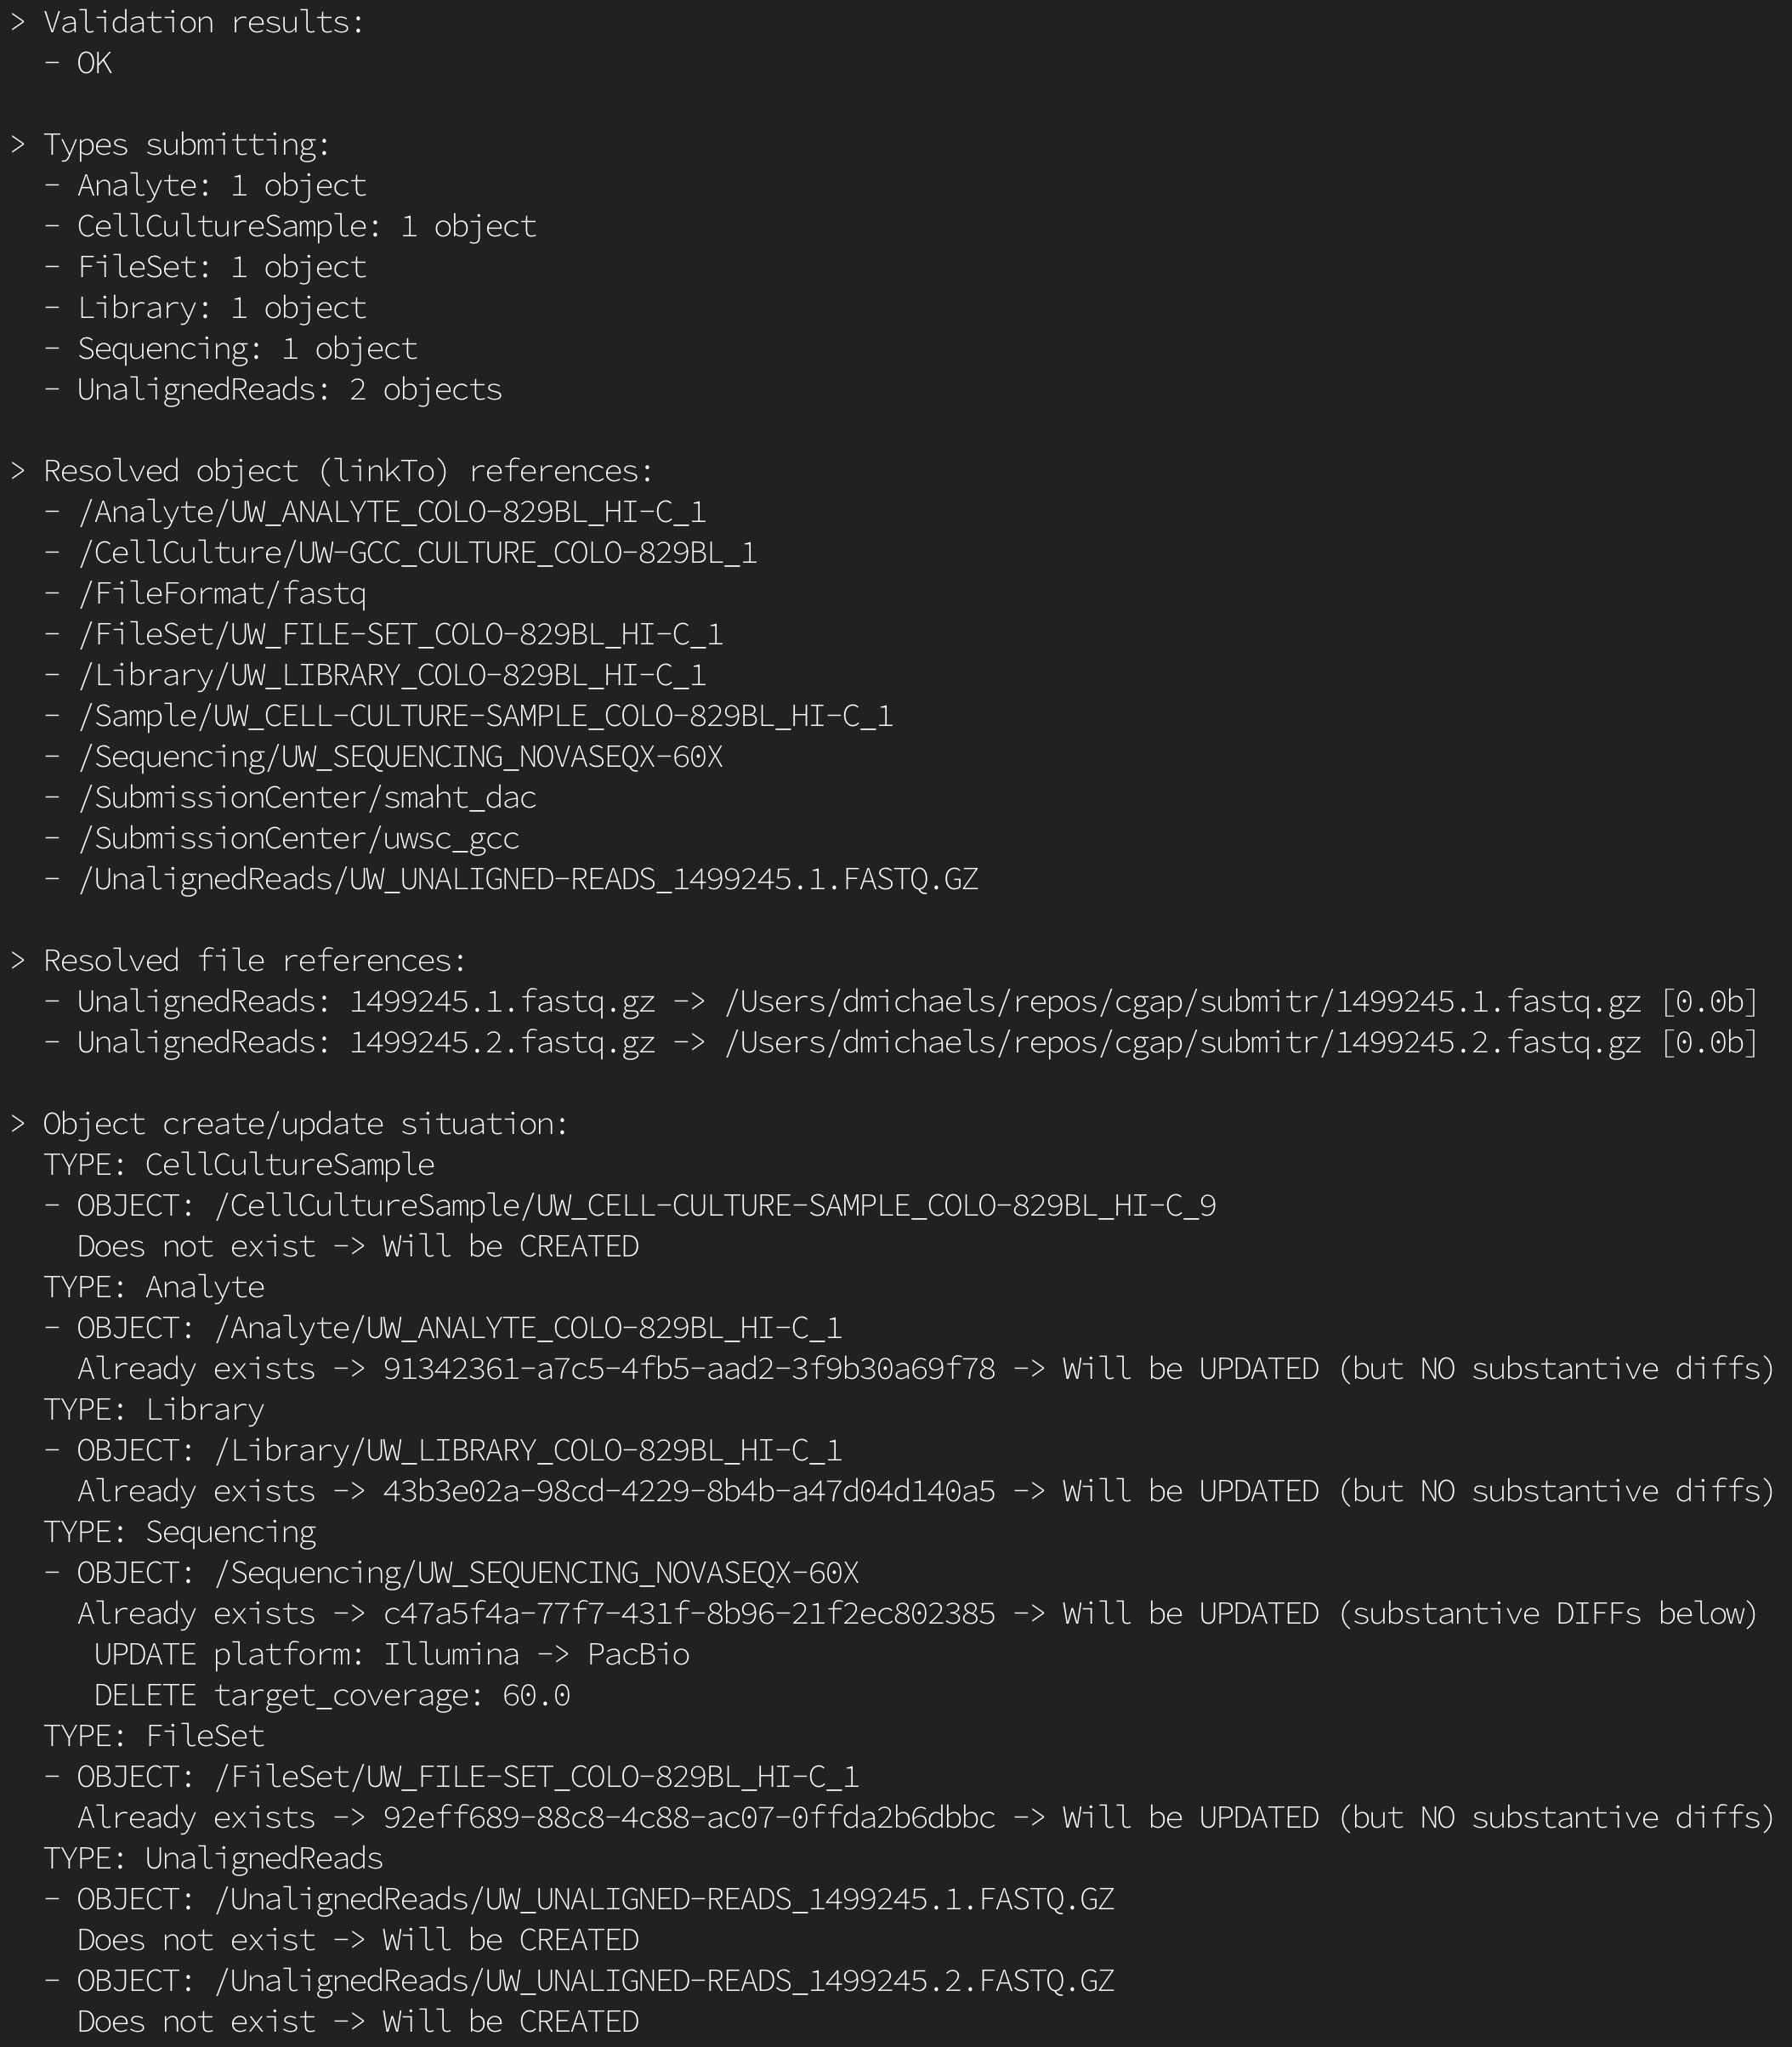 > Validation results:
  - OK

> Types submitting:
  - Analyte: 1 object
  - CellCultureSample: 1 object
  - FileSet: 1 object
  - Library: 1 object
  - Sequencing: 1 object
  - UnalignedReads: 2 objects

> Resolved object (linkTo) references:
  - /Analyte/UW_ANALYTE_COLO-829BL_HI-C_1
  - /CellCulture/UW-GCC_CULTURE_COLO-829BL_1
  - /FileFormat/fastq
  - /FileSet/UW_FILE-SET_COLO-829BL_HI-C_1
  - /Library/UW_LIBRARY_COLO-829BL_HI-C_1
  - /Sample/UW_CELL-CULTURE-SAMPLE_COLO-829BL_HI-C_1
  - /Sequencing/UW_SEQUENCING_NOVASEQX-60X
  - /SubmissionCenter/smaht_dac
  - /SubmissionCenter/uwsc_gcc
  - /UnalignedReads/UW_UNALIGNED-READS_1499245.1.FASTQ.GZ

> Resolved file references:
  - UnalignedReads: 1499245.1.fastq.gz -> /Users/dmichaels/repos/cgap/submitr/1499245.1.fastq.gz [0.0b]
  - UnalignedReads: 1499245.2.fastq.gz -> /Users/dmichaels/repos/cgap/submitr/1499245.2.fastq.gz [0.0b]

> Object create/update situation:
  TYPE: CellCultureSample
  - OBJECT: /CellCultureSample/UW_CELL-CULTURE-SAMPLE_COLO-829BL_HI-C_9
    Does not exist -> Will be CREATED
  TYPE: Analyte
  - OBJECT: /Analyte/UW_ANALYTE_COLO-829BL_HI-C_1
    Already exists -> 91342361-a7c5-4fb5-aad2-3f9b30a69f78 -> Will be UPDATED (but NO substantive diffs)
  TYPE: Library
  - OBJECT: /Library/UW_LIBRARY_COLO-829BL_HI-C_1
    Already exists -> 43b3e02a-98cd-4229-8b4b-a47d04d140a5 -> Will be UPDATED (but NO substantive diffs)
  TYPE: Sequencing
  - OBJECT: /Sequencing/UW_SEQUENCING_NOVASEQX-60X
    Already exists -> c47a5f4a-77f7-431f-8b96-21f2ec802385 -> Will be UPDATED (substantive DIFFs below)
     UPDATE platform: Illumina -> PacBio
     DELETE target_coverage: 60.0
  TYPE: FileSet
  - OBJECT: /FileSet/UW_FILE-SET_COLO-829BL_HI-C_1
    Already exists -> 92eff689-88c8-4c88-ac07-0ffda2b6dbbc -> Will be UPDATED (but NO substantive diffs)
  TYPE: UnalignedReads
  - OBJECT: /UnalignedReads/UW_UNALIGNED-READS_1499245.1.FASTQ.GZ
    Does not exist -> Will be CREATED
  - OBJECT: /UnalignedReads/UW_UNALIGNED-READS_1499245.2.FASTQ.GZ
    Does not exist -> Will be CREATED